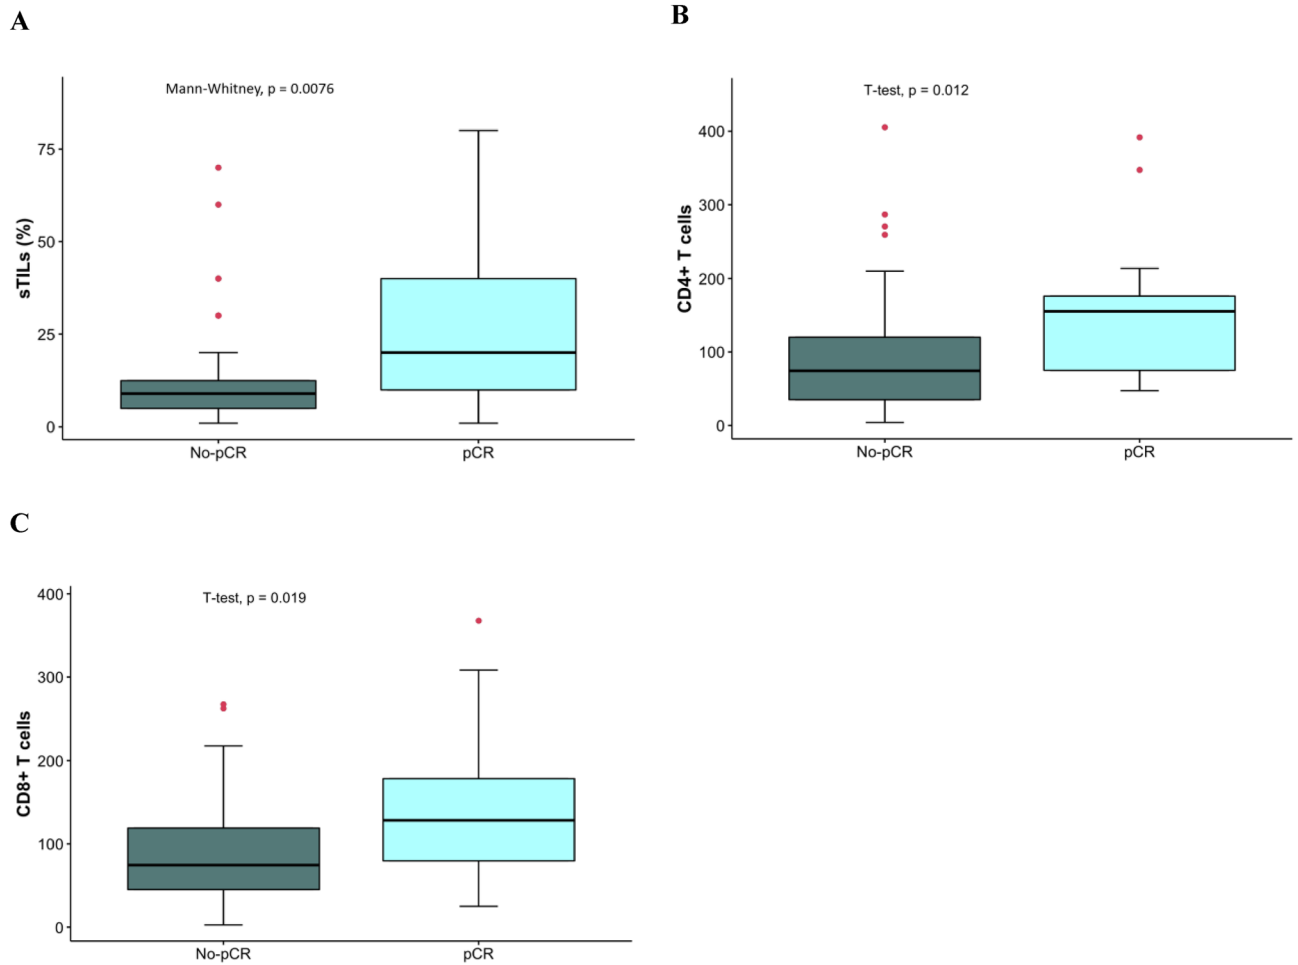 A
Mann-Whitney, p = 0.0076
sTILs (%)
75
50
25
0
No-pCR pCR
B
T-test, p = 0.012
CD4+ T cells
400
300
200
100
0
No-pCR pCR
C
T-test, p = 0.019
CD8+ T cells
400
300
200
100
0
No-pCR pCR